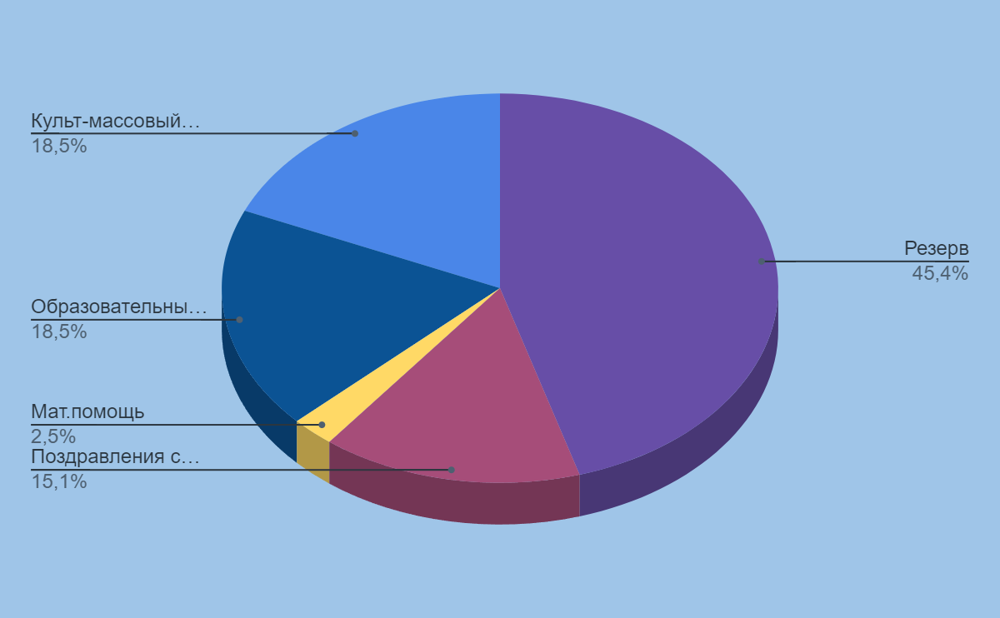 Культ-массовый…
18,5%
Резерв
45,4%
Образовательны…
18,5%
Мат.помощь
2,5%
Поздравления с…
15,1%